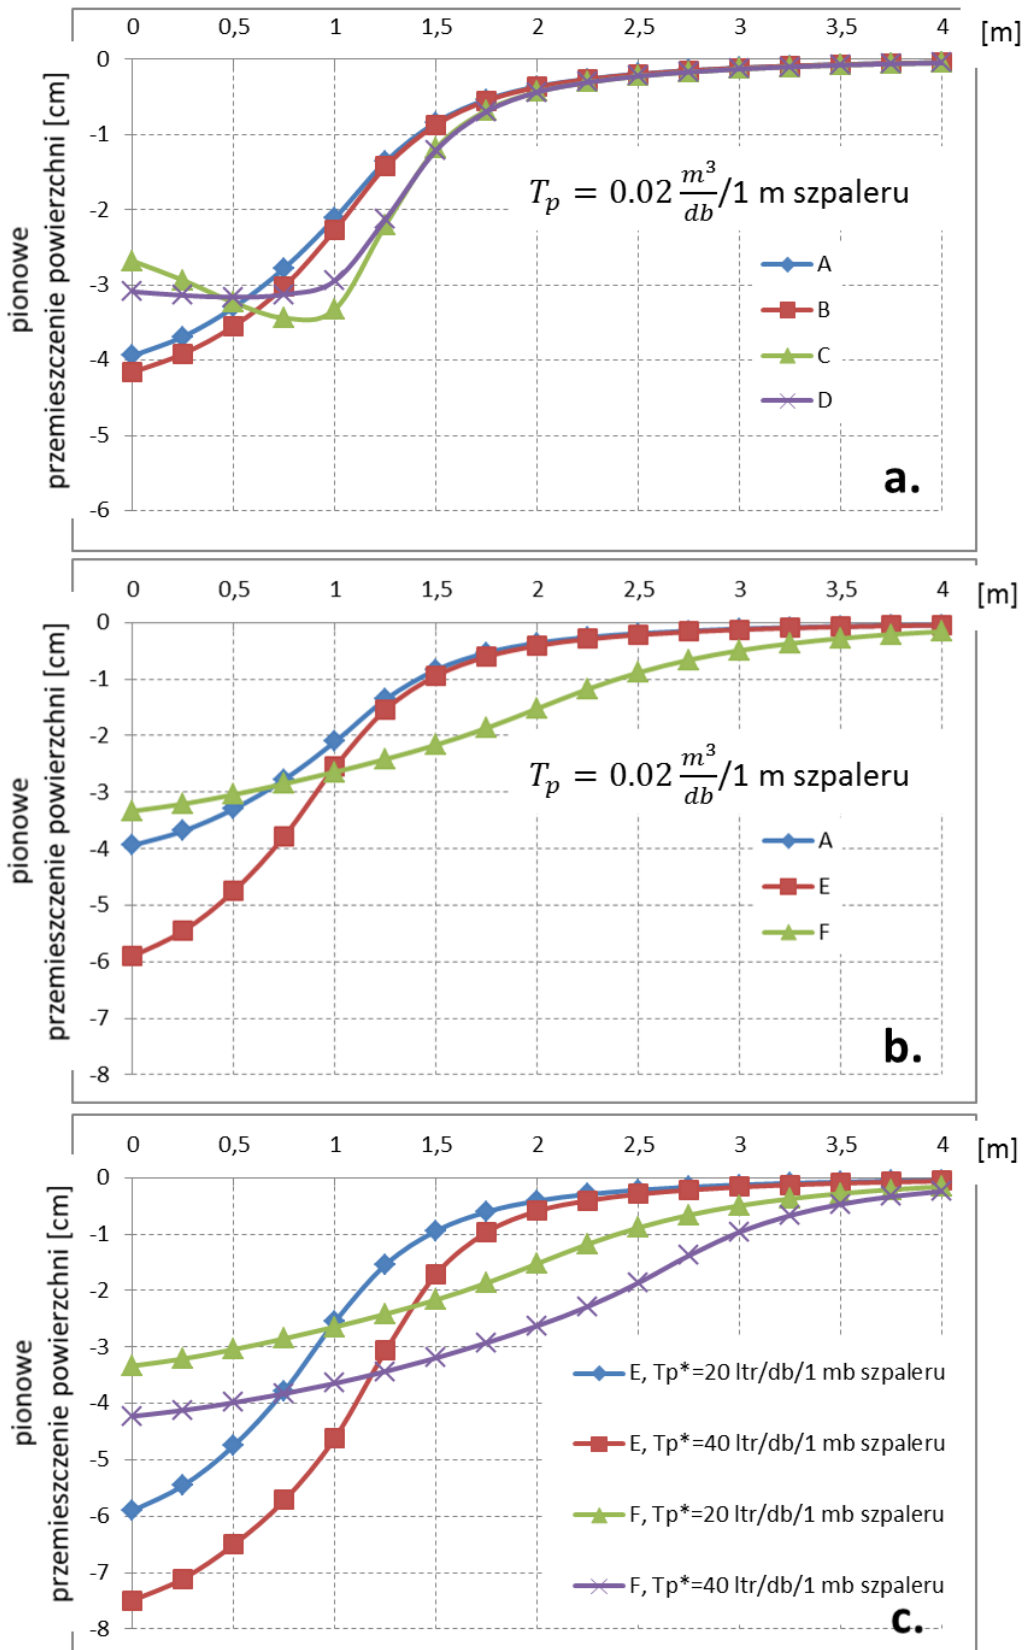 0 0,5 1 1,5 2 2,5 3 3,5 4 [m]
0
-1
-2
-3
-4
-5
-6
pionowe
przemieszczenie powierzchni [cm]
T_p = 0.02 m³/db /1 m szpaleru
A
B
C
D
a.
0 0,5 1 1,5 2 2,5 3 3,5 4 [m]
0
-1
-2
-3
-4
-5
-6
-7
-8
pionowe
przemieszczenie powierzchni [cm]
T_p = 0.02 m³/db /1 m szpaleru
A
E
F
b.
0 0,5 1 1,5 2 2,5 3 3,5 4 [m]
0
-1
-2
-3
-4
-5
-6
-7
-8
pionowe
przemieszczenie powierzchni [cm]
E, Tp*=20 ltr/db/1 mb szpaleru
E, Tp*=40 ltr/db/1 mb szpaleru
F, Tp*=20 ltr/db/1 mb szpaleru
F, Tp*=40 ltr/db/1 mb szpaleru
c.